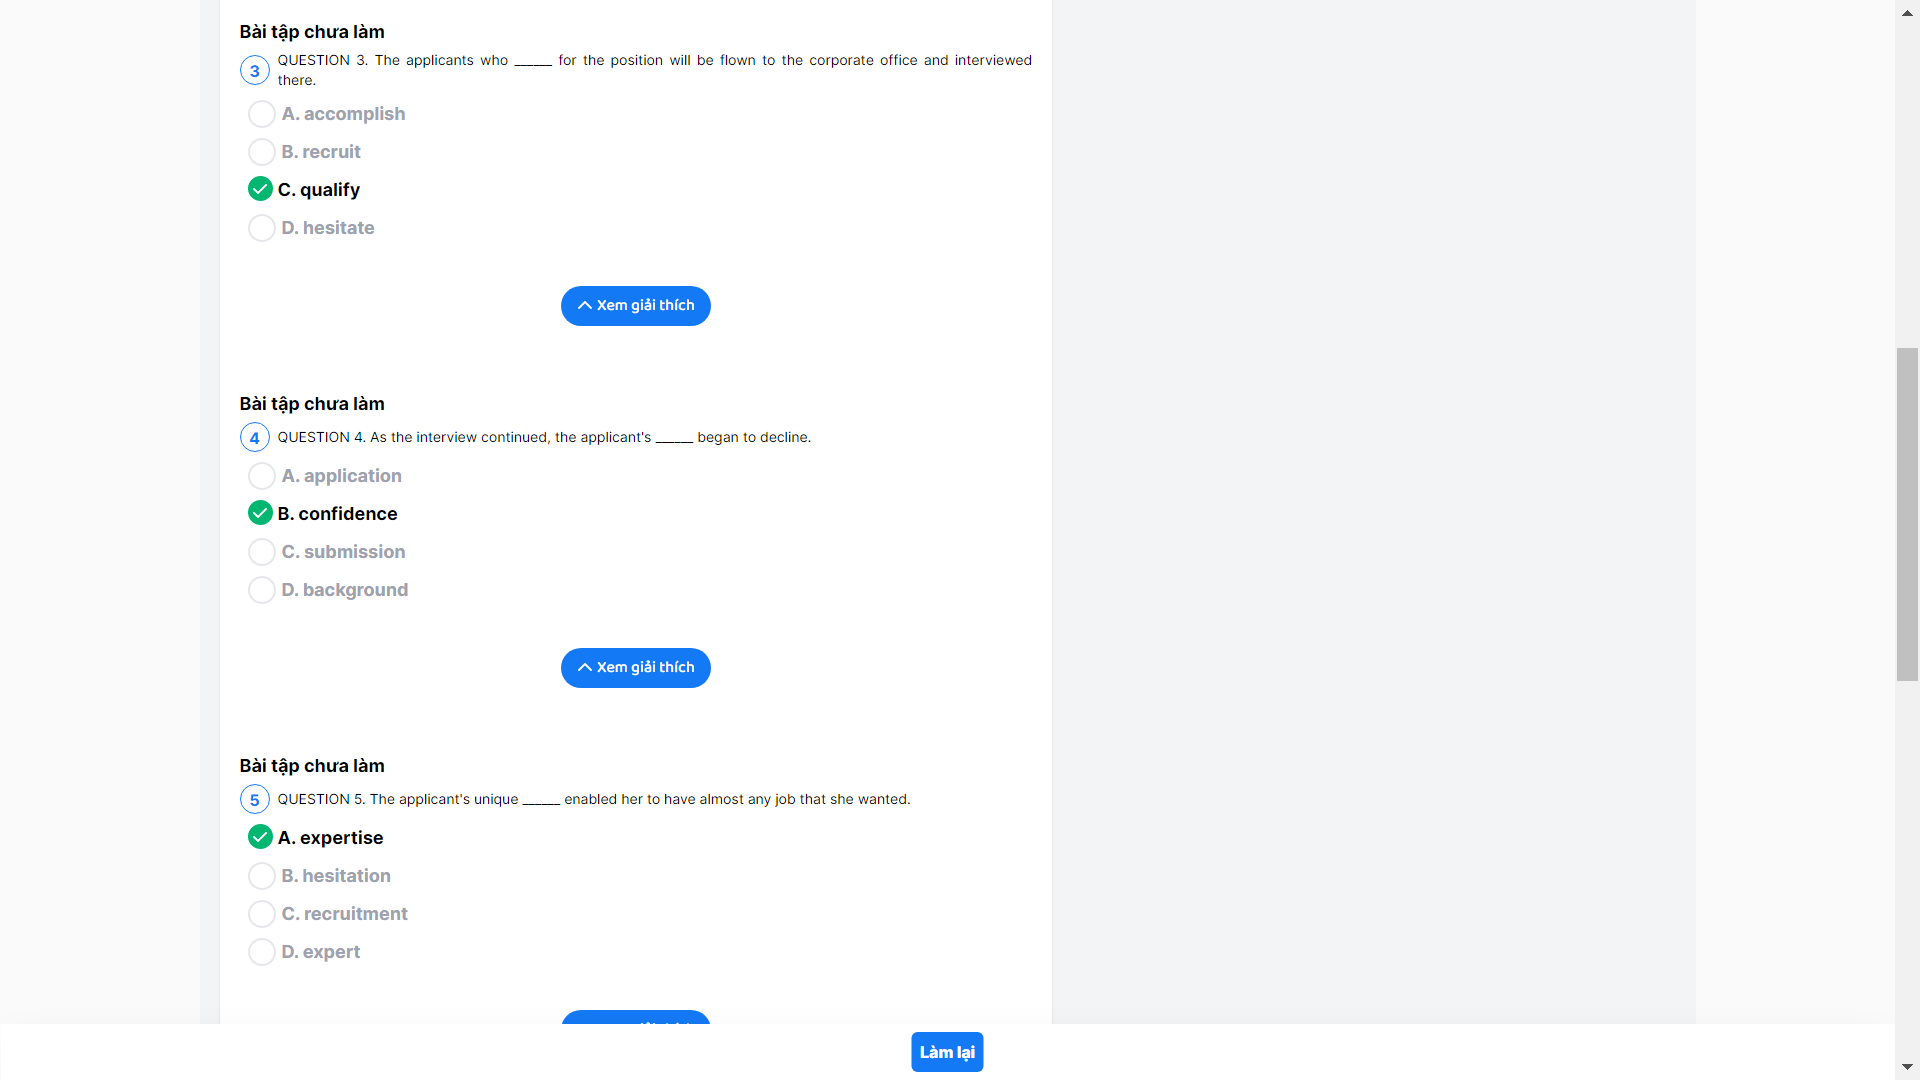 Bài tập chưa làm
3
QUESTION 3. The applicants who ______ for the position will be flown to the corporate office and interviewed
there.
A. accomplish
B. recruit
C. qualify
D. hesitate
Xem giải thích
Bài tập chưa làm
4 QUESTION 4. As the interview continued, the applicant's ______ began to decline.
A. application
B. confidence
C. submission
D. background
Xem giải thích
Bài tập chưa làm
5 QUESTION 5. The applicant's unique ______ enabled her to have almost any job that she wanted.
A. expertise
B. hesitation
C. recruitment
D. expert
Làm lại